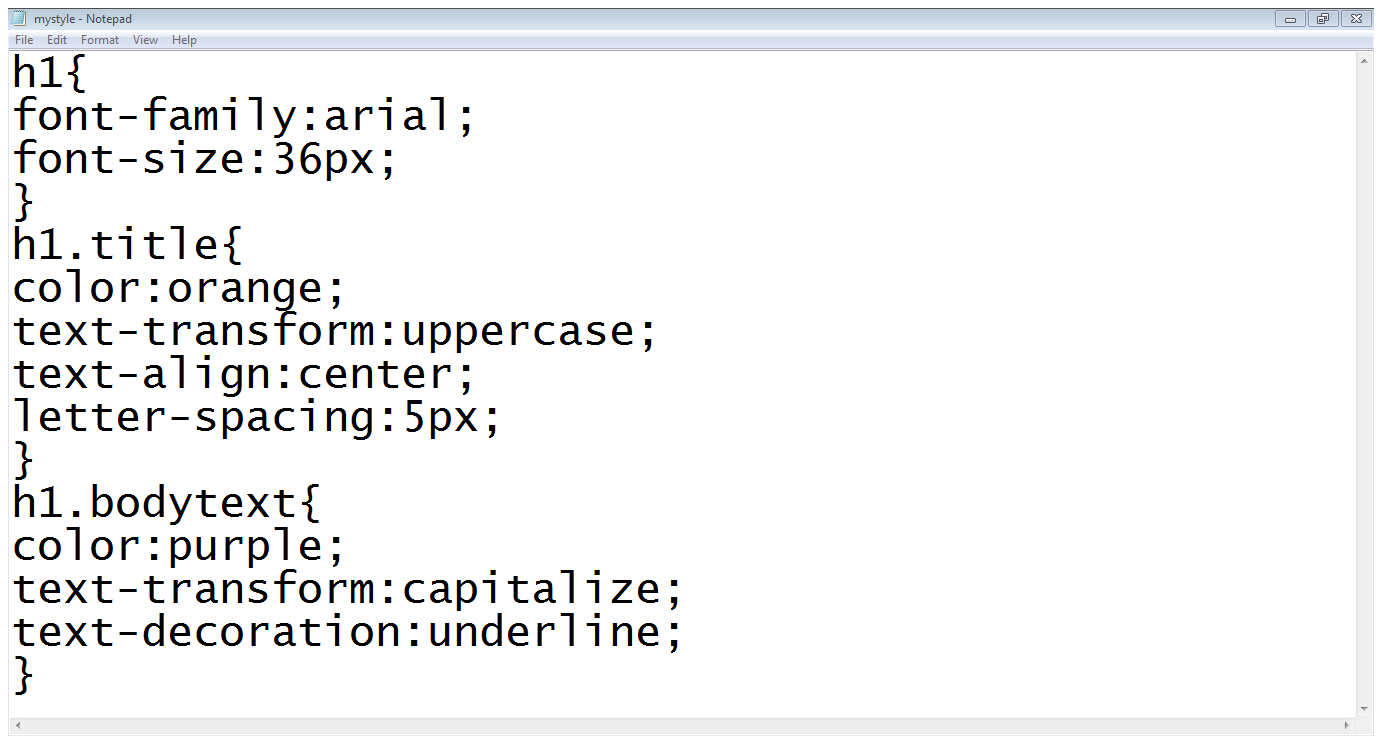 mystyle - Notepad
File Edit Format View Help
h1{
font-family:arial;
font-size:36px;
}
h1.title{
color:orange;
text-transform:uppercase;
text-align:center;
letter-spacing:5px;
}
h1.bodytext{
color:purple;
text-transform:capitalize;
text-decoration:underline;
}